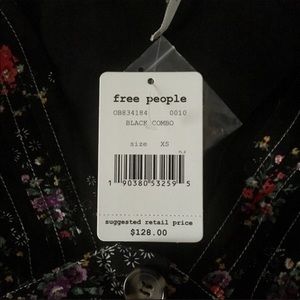 free people
OB834184 0010
BLACK COMBO
size XS
1 90380 53259 5
suggested retail price
$128.00